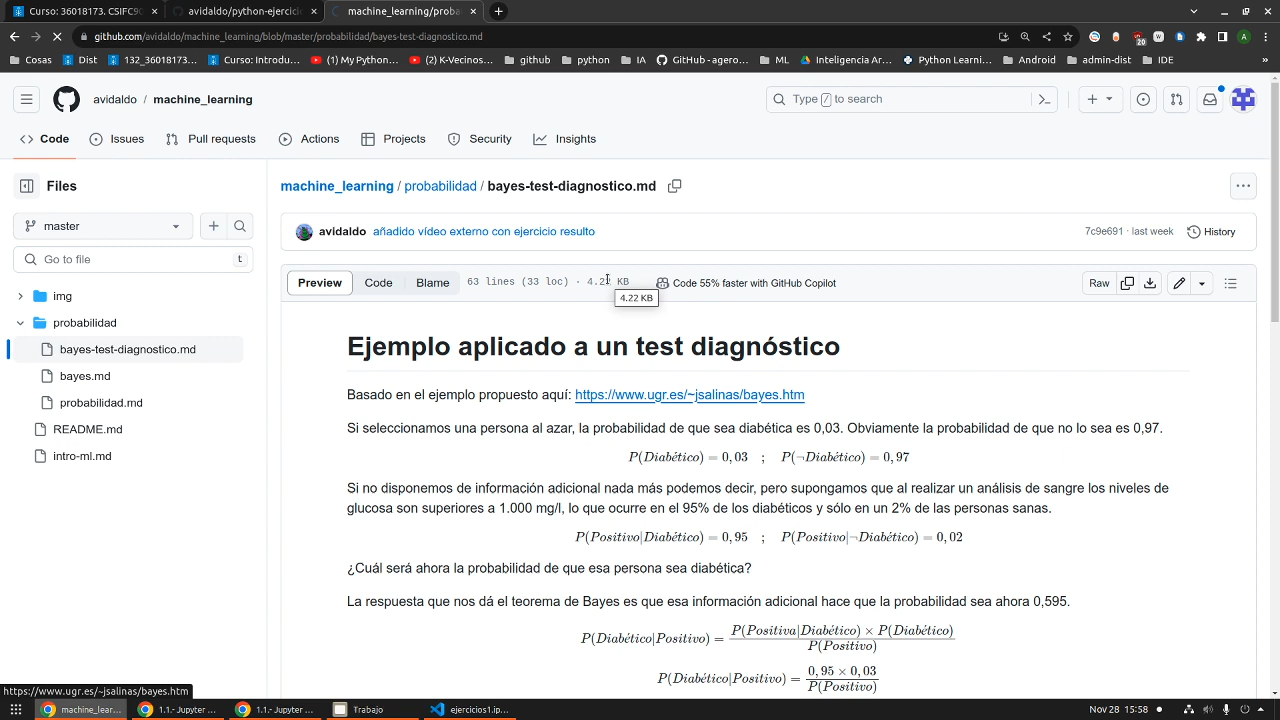 Curso: 36018173. CSIFC90
avidaldo/python-ejercici
machine_learning/proba
github.com/avidaldo/machine_learning/blob/master/probabilidad/bayes-test-diagnostico.md
20
A
Cosas
Dist
132_36018173...
Curso: Introdu...
(1) My Python...
(2) K-Vecinos...
github
python
IA
GitHub - agero...
ML
Inteligencia Ar...
Python Learni...
Android
admin-dist
IDE
»
avidaldo / machine_learning
Type / to search
Code
Issues
Pull requests
Actions
Projects
Security
Insights
Files
machine_learning / probabilidad / bayes-test-diagnostico.md
master
avidaldo añadido vídeo externo con ejercicio resulto
7c9e691 · last week
History
Go to file
t
Preview
Code
Blame
63 lines (33 loc) · 4.22 KB
Code 55% faster with GitHub Copilot
Raw
4.22 KB
img
probabilidad
bayes-test-diagnostico.md
bayes.md
probabilidad.md
README.md
intro-ml.md
Ejemplo aplicado a un test diagnóstico
Basado en el ejemplo propuesto aquí: https://www.ugr.es/~jsalinas/bayes.htm
Si seleccionamos una persona al azar, la probabilidad de que sea diabética es 0,03. Obviamente la probabilidad de que no lo sea es 0,97.
P(Diabético) = 0, 03 ; P(¬Diabético) = 0, 97
Si no disponemos de información adicional nada más podemos decir, pero supongamos que al realizar un análisis de sangre los niveles de
glucosa son superiores a 1.000 mg/l, lo que ocurre en el 95% de los diabéticos y sólo en un 2% de las personas sanas.
P(Positivo|Diabético) = 0, 95 ; P(Positivo|¬Diabético) = 0, 02
¿Cuál será ahora la probabilidad de que esa persona sea diabética?
La respuesta que nos dá el teorema de Bayes es que esa información adicional hace que la probabilidad sea ahora 0,595.
P(Diabético|Positivo) = P(Positiva|Diabético) × P(Diabético)
P(Positivo)
P(Diabético|Positivo) = 0, 95 × 0, 03
P(Positivo)
https://www.ugr.es/~jsalinas/bayes.htm
machine_lear...
1.1.- Jupyter ...
1.1.- Jupyter ...
Trabajo
ejercicios1.ip...
Nov 28 15:58